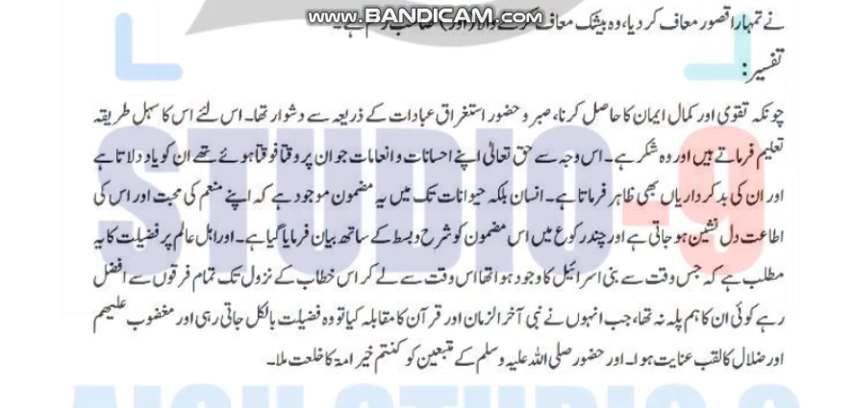 www.BANDICAM.com
نے تمہارا قصور معاف کر دیا، وہ بیشک معاف
تفسیر:
چونکہ تقویٰ اور کمال ایمان کا حاصل کرنا، صبر و حضور استغراق عبادات کے ذریعہ سے دشوار تھا۔ اس لئے اس کا سہل طریقہ
تعلیم فرماتے ہیں اور وہ شکر ہے۔ اس وجہ سے حق تعالیٰ اپنے احسانات و انعامات جو ان پر وقتاً فوقتاً ہوئے تھے ان کو یاد دلاتا ہے
اور ان کی بد کرداریاں بھی ظاہر فرماتا ہے۔ انسان بلکہ حیوانات تک میں یہ مضمون موجود ہے کہ اپنے منعم کی محبت اور اس کی
اطاعت دل نشین ہو جاتی ہے اور چند رکوع میں اس مضمون کو شرح و بسط کے ساتھ بیان فرمایا گیا ہے۔ اور اہل عالم پر فضیلت کا یہ
مطلب ہے کہ جس وقت سے بنی اسرائیل کا وجود ہوا تھا اس وقت سے لے کر اس خطاب کے نزول تک تمام فرقوں سے افضل
رہے کوئی ان کا ہم پلہ نہ تھا، جب انہوں نے نبی آخر الزمان اور قرآن کا مقابلہ کیا تو وہ فضیلت بالکل جاتی رہی اور مغضوب علیھم
اور ضلال کا لقب عنایت ہوا۔ اور حضور صلی اللہ علیہ وسلم کے متبعین کو کنتم خیر امۃ کا خلعت ملا۔
STUDIO-9